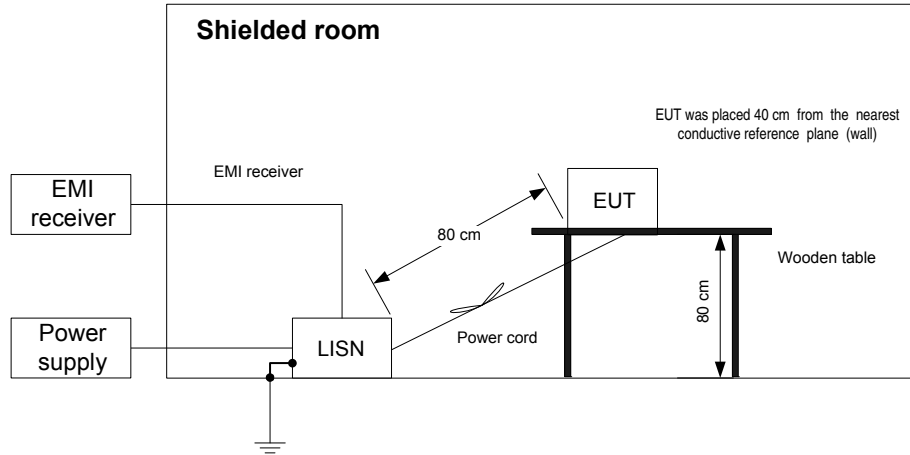 Shielded room
EUT was placed 40 cm from the nearest
conductive reference plane (wall)
EMI receiver
EMI
receiver
EUT
80 cm
Wooden table
80 cm
Power
supply
LISN
Power cord